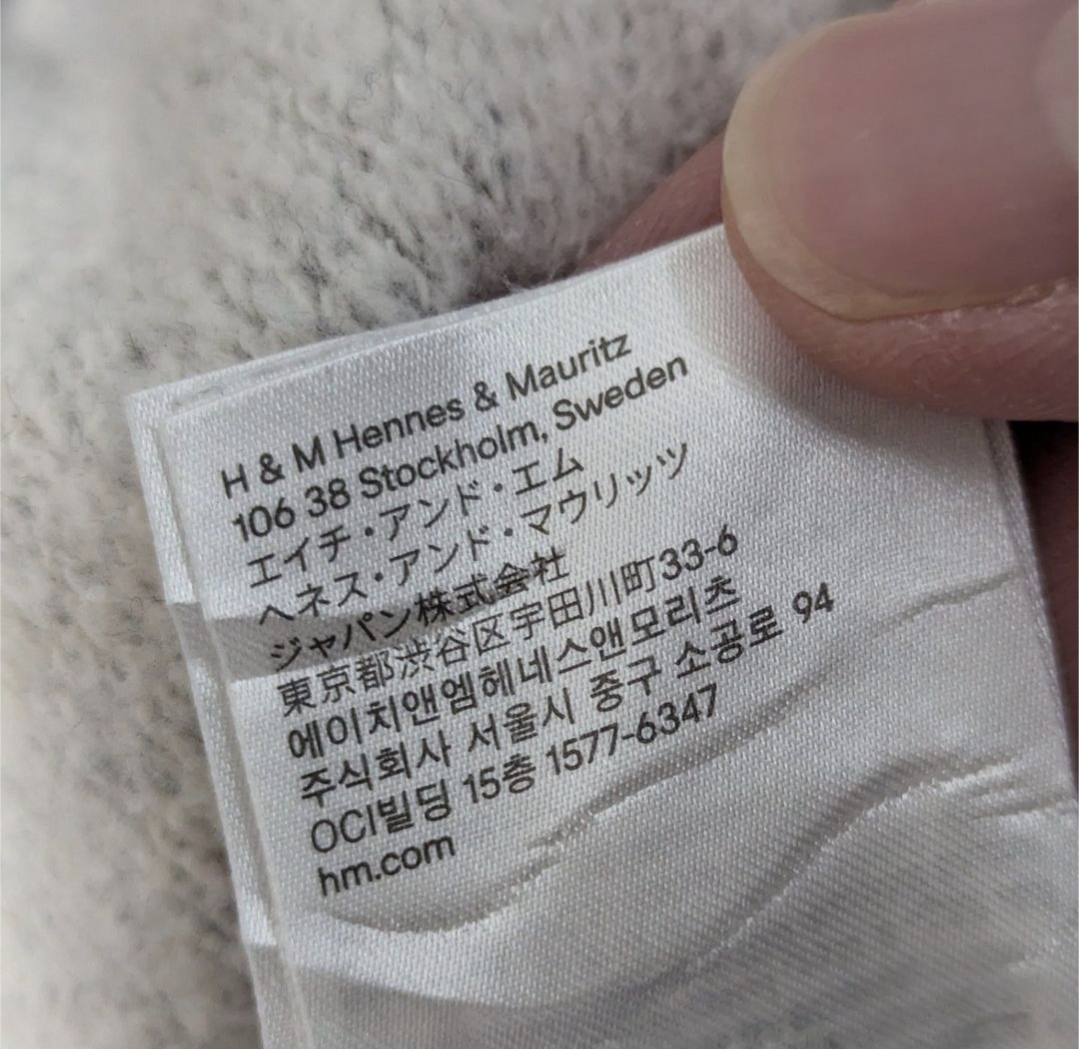 H & M Hennes & Mauritz
106 38 Stockholm, Sweden
エイチ・アンド・エム
ヘネス・アンド・マウリッツ
ジャパン株式会社
東京都渋谷区宇田川町33-6
에이치앤엠헤네스앤모리츠
주식회사 서울시 중구 소공로 94
OCI빌딩 15층 1577-6347
hm.com